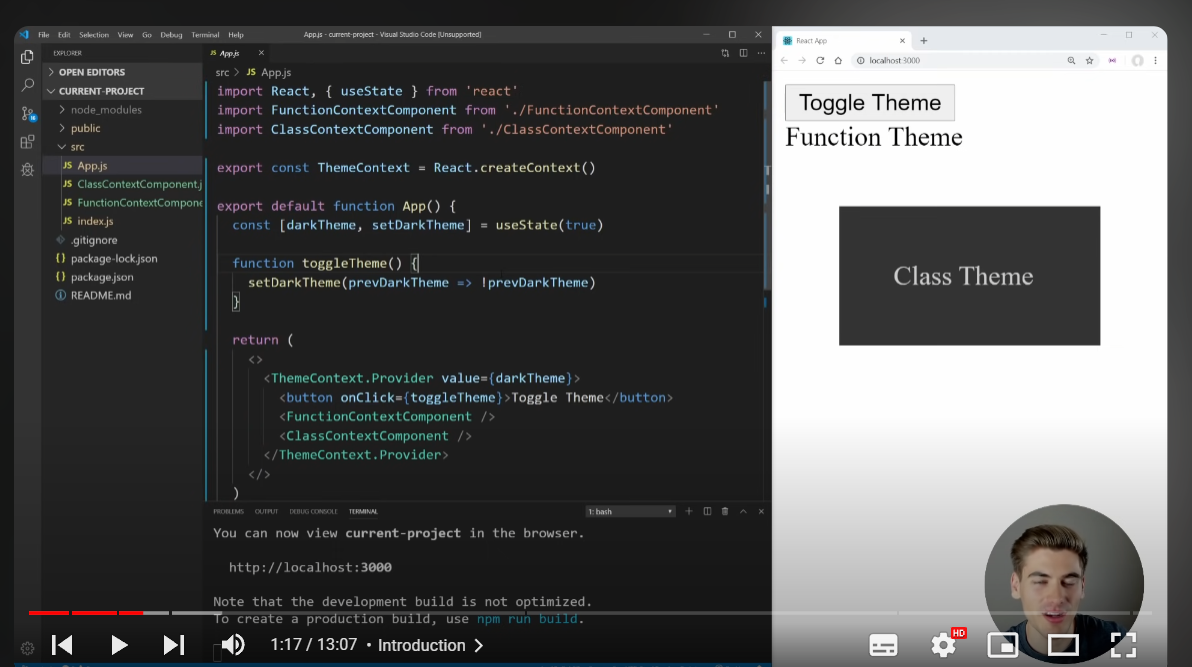 File Edit Selection View Go Debug Terminal Help
App.js - current-project - Visual Studio Code [Unsupported]
EXPLORER
OPEN EDITORS
CURRENT-PROJECT
node_modules
public
src
JS App.js
JS ClassContextComponent.j
JS FunctionContextCompone
JS index.js
.gitignore
{} package-lock.json
{} package.json
README.md
JS App.js
src > JS App.js
import React, { useState } from 'react'
import FunctionContextComponent from './FunctionContextComponent'
import ClassContextComponent from './ClassContextComponent'
export const ThemeContext = React.createContext()
export default function App() {
const [darkTheme, setDarkTheme] = useState(true)
function toggleTheme() {
setDarkTheme(prevDarkTheme => !prevDarkTheme)
}
return (
<>
<ThemeContext.Provider value={darkTheme}>
<button onClick={toggleTheme}>Toggle Theme</button>
<FunctionContextComponent />
<ClassContextComponent />
</ThemeContext.Provider>
</>
)
PROBLEMS OUTPUT DEBUG CONSOLE TERMINAL
1: bash
You can now view current-project in the browser.
http://localhost:3000
Note that the development build is not optimized.
To create a production build, use npm run build.
React App
localhost:3000
Toggle Theme
Function Theme
Class Theme
1:17 / 13:07 • Introduction
HD